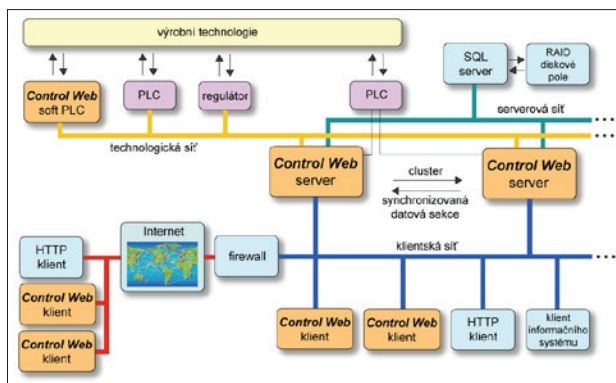 výrobní technologie
SQL
server
RAID
diskové
pole
Control Web
soft PLC
PLC
regulátor
PLC
serverová síť
technologická síť
Control Web
server
cluster
synchronizovaná
datová sekce
Control Web
server
Internet
firewall
klientská síť
HTTP
klient
Control Web
klient
Control Web
klient
Control Web
klient
Control Web
klient
HTTP
klient
klient
informačního
systému